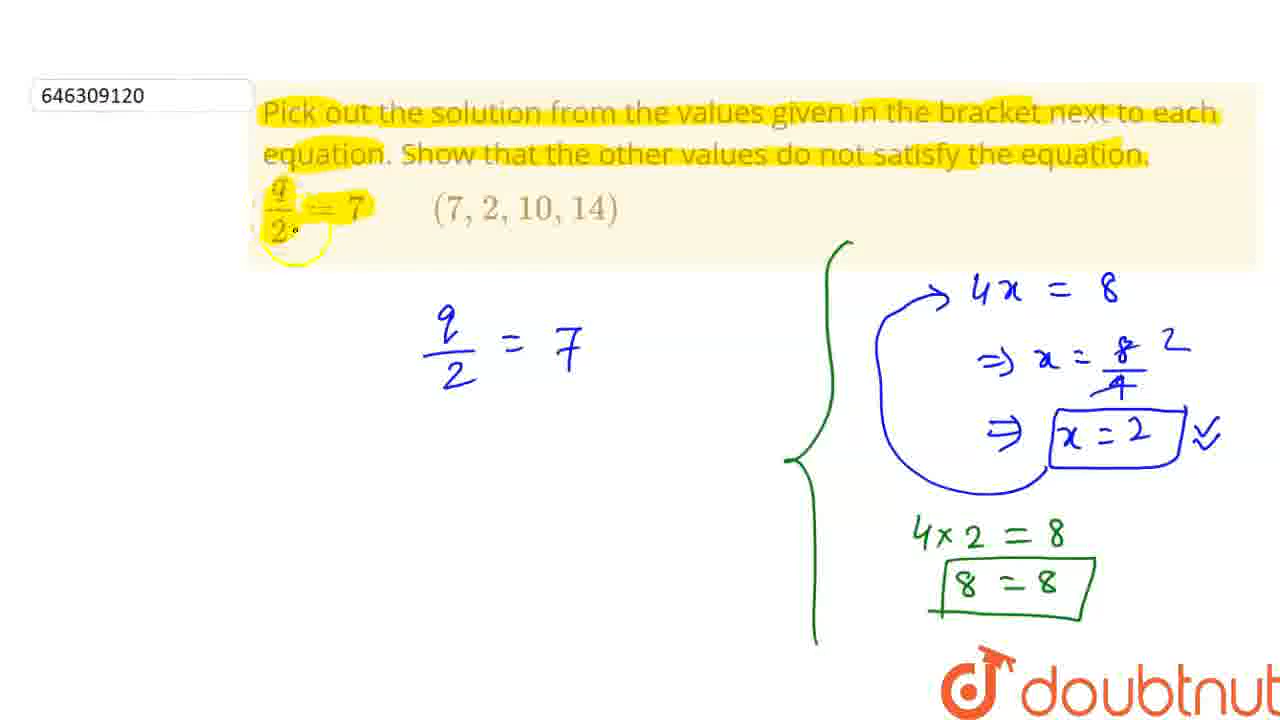 646309120
Pick out the solution from the values given in the bracket next to each
equation. Show that the other values do not satisfy the equation.
q/2 = 7 (7, 2, 10, 14)
q/2 = 7
4x = 8
⇒ x = 8/4 2
⇒ x = 2
4 × 2 = 8
8 = 8
doubtnut